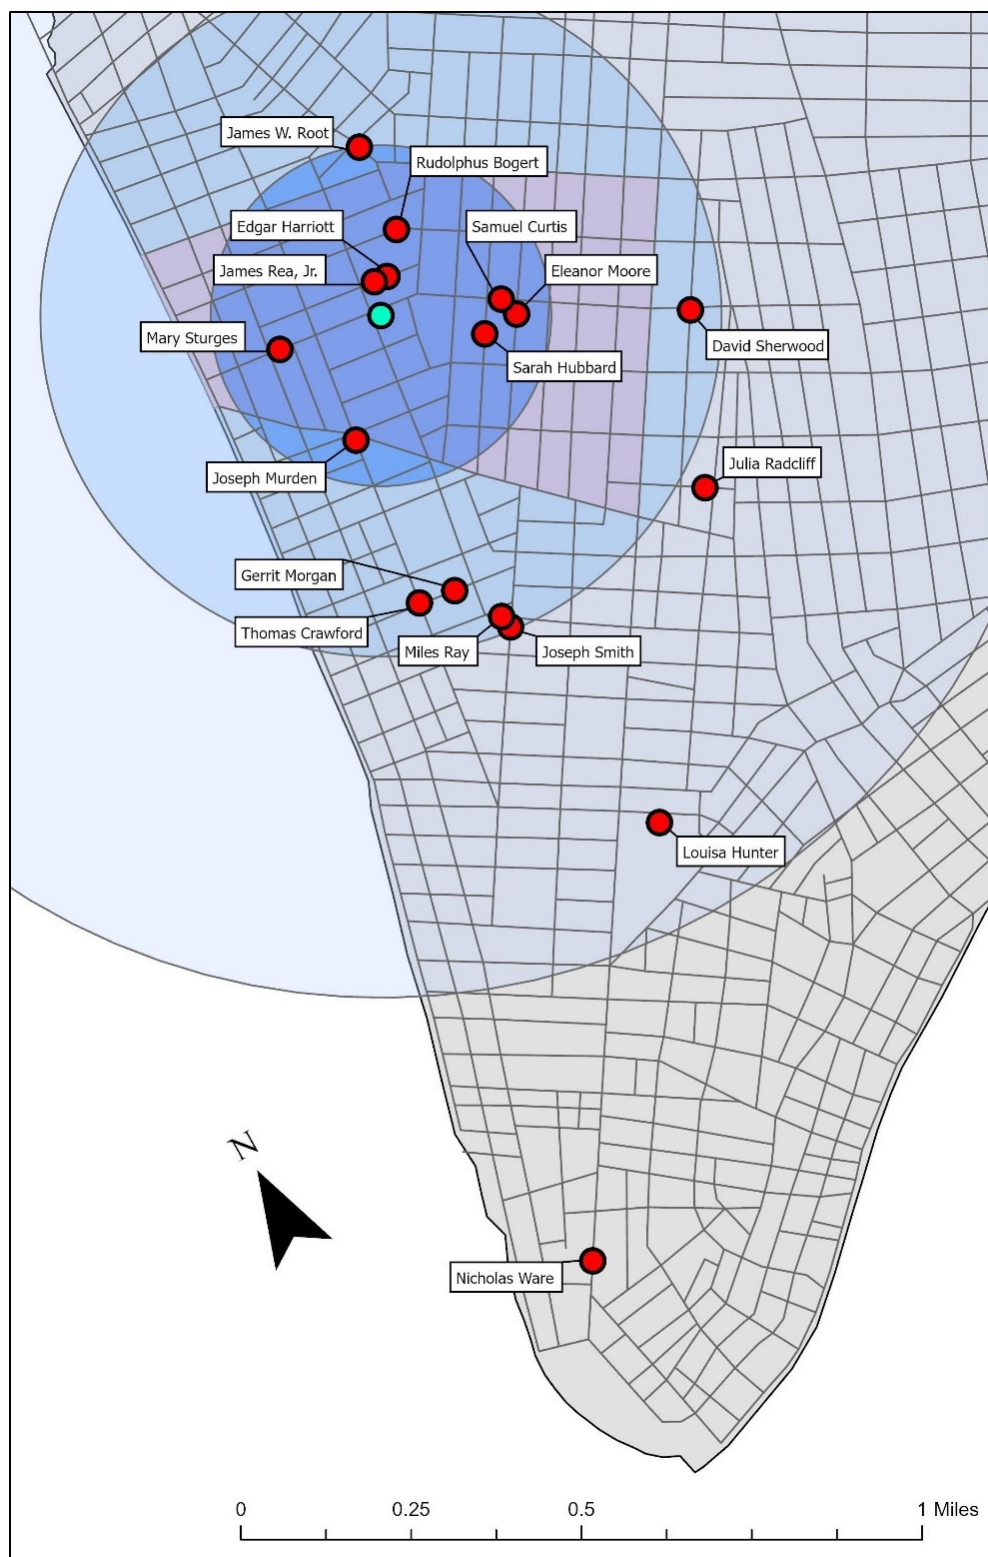 James W. Root
Rudolphus Bogert
Edgar Harriott
Samuel Curtis
James Rea, Jr.
Eleanor Moore
Mary Sturges
David Sherwood
Sarah Hubbard
Julia Radcliff
Joseph Murden
Gerrit Morgan
Thomas Crawford
Miles Ray
Joseph Smith
Louisa Hunter
N
Nicholas Ware
0 0.25 0.5 1 Miles